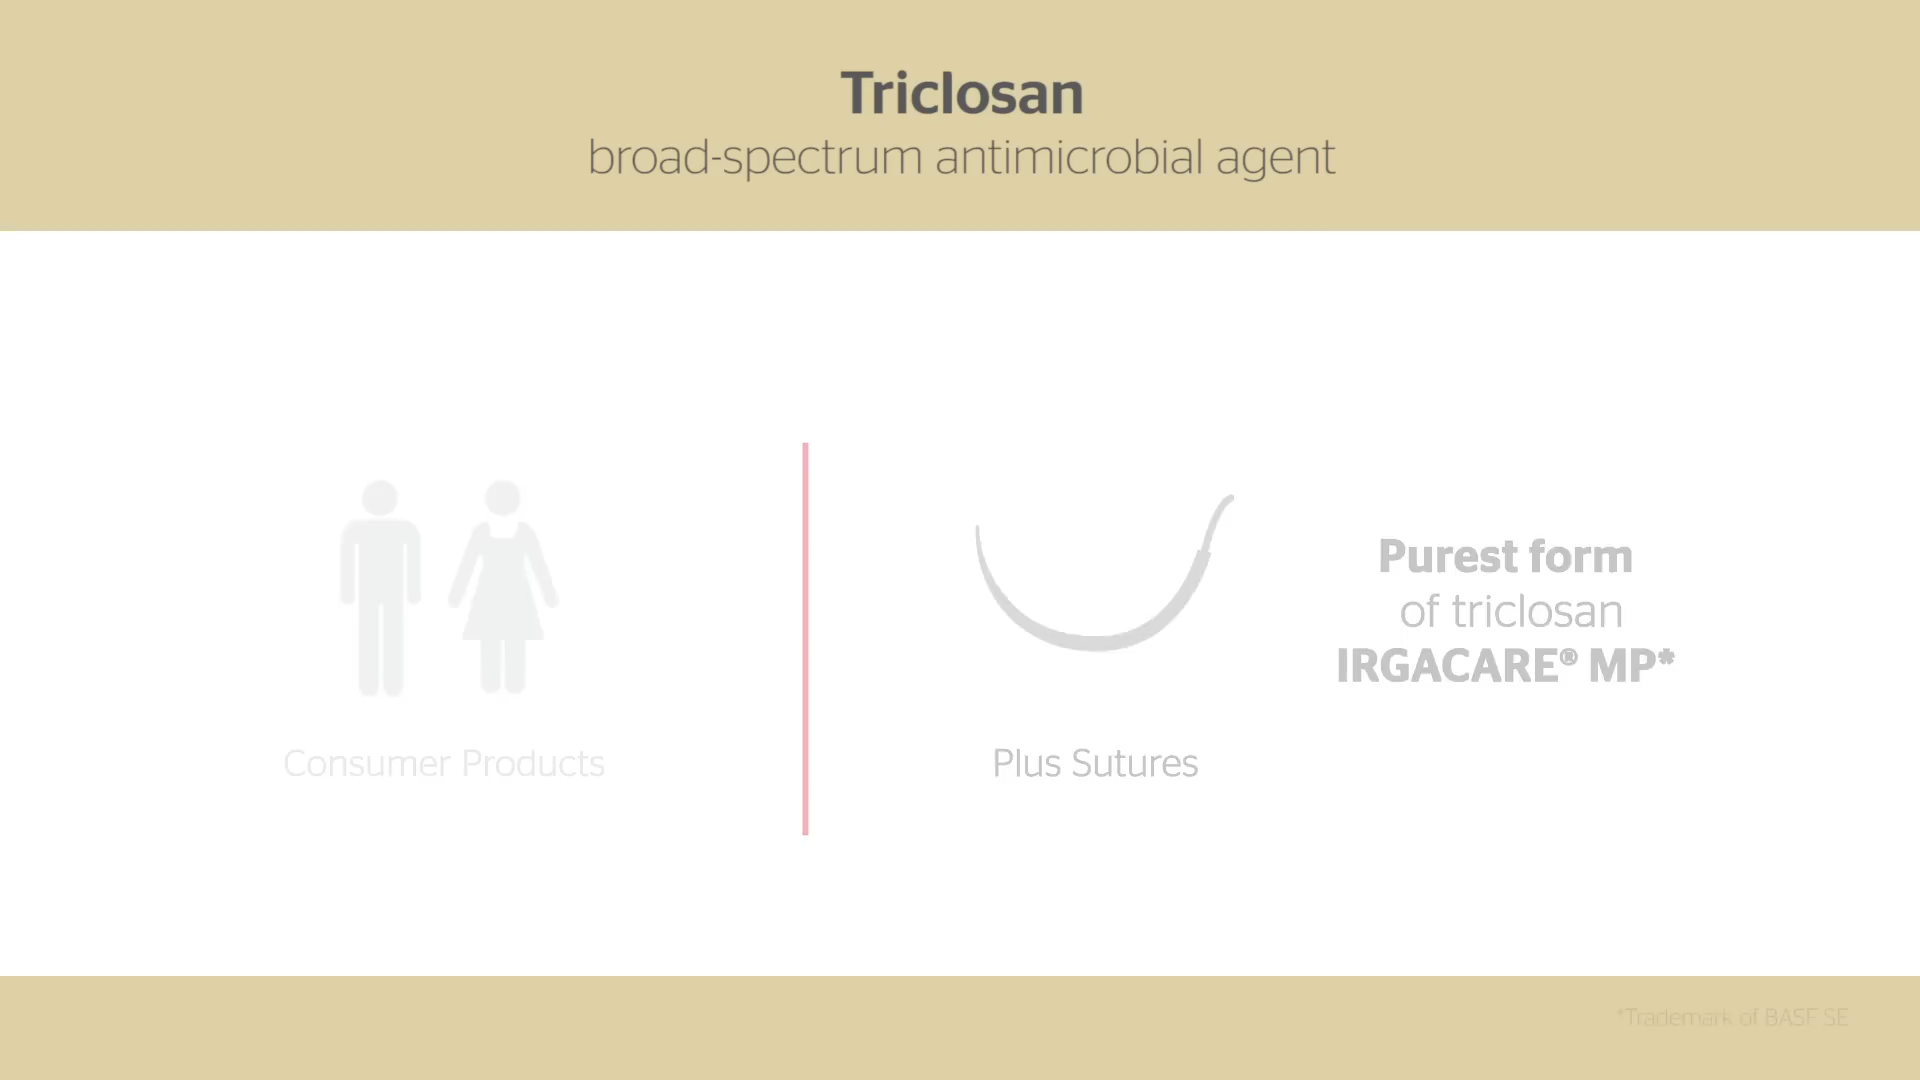 Triclosan
broad-spectrum antimicrobial agent
Consumer Products
Plus Sutures
Purest form
of triclosan
IRGACARE® MP*
*Trademark of BASF SE